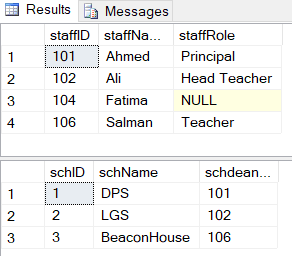 Results Messages
staffID staffNa... staffRole
1 101 Ahmed Principal
2 102 Ali Head Teacher
3 104 Fatima NULL
4 106 Salman Teacher
schID schName schdean...
1 1 DPS 101
2 2 LGS 102
3 3 BeaconHouse 106